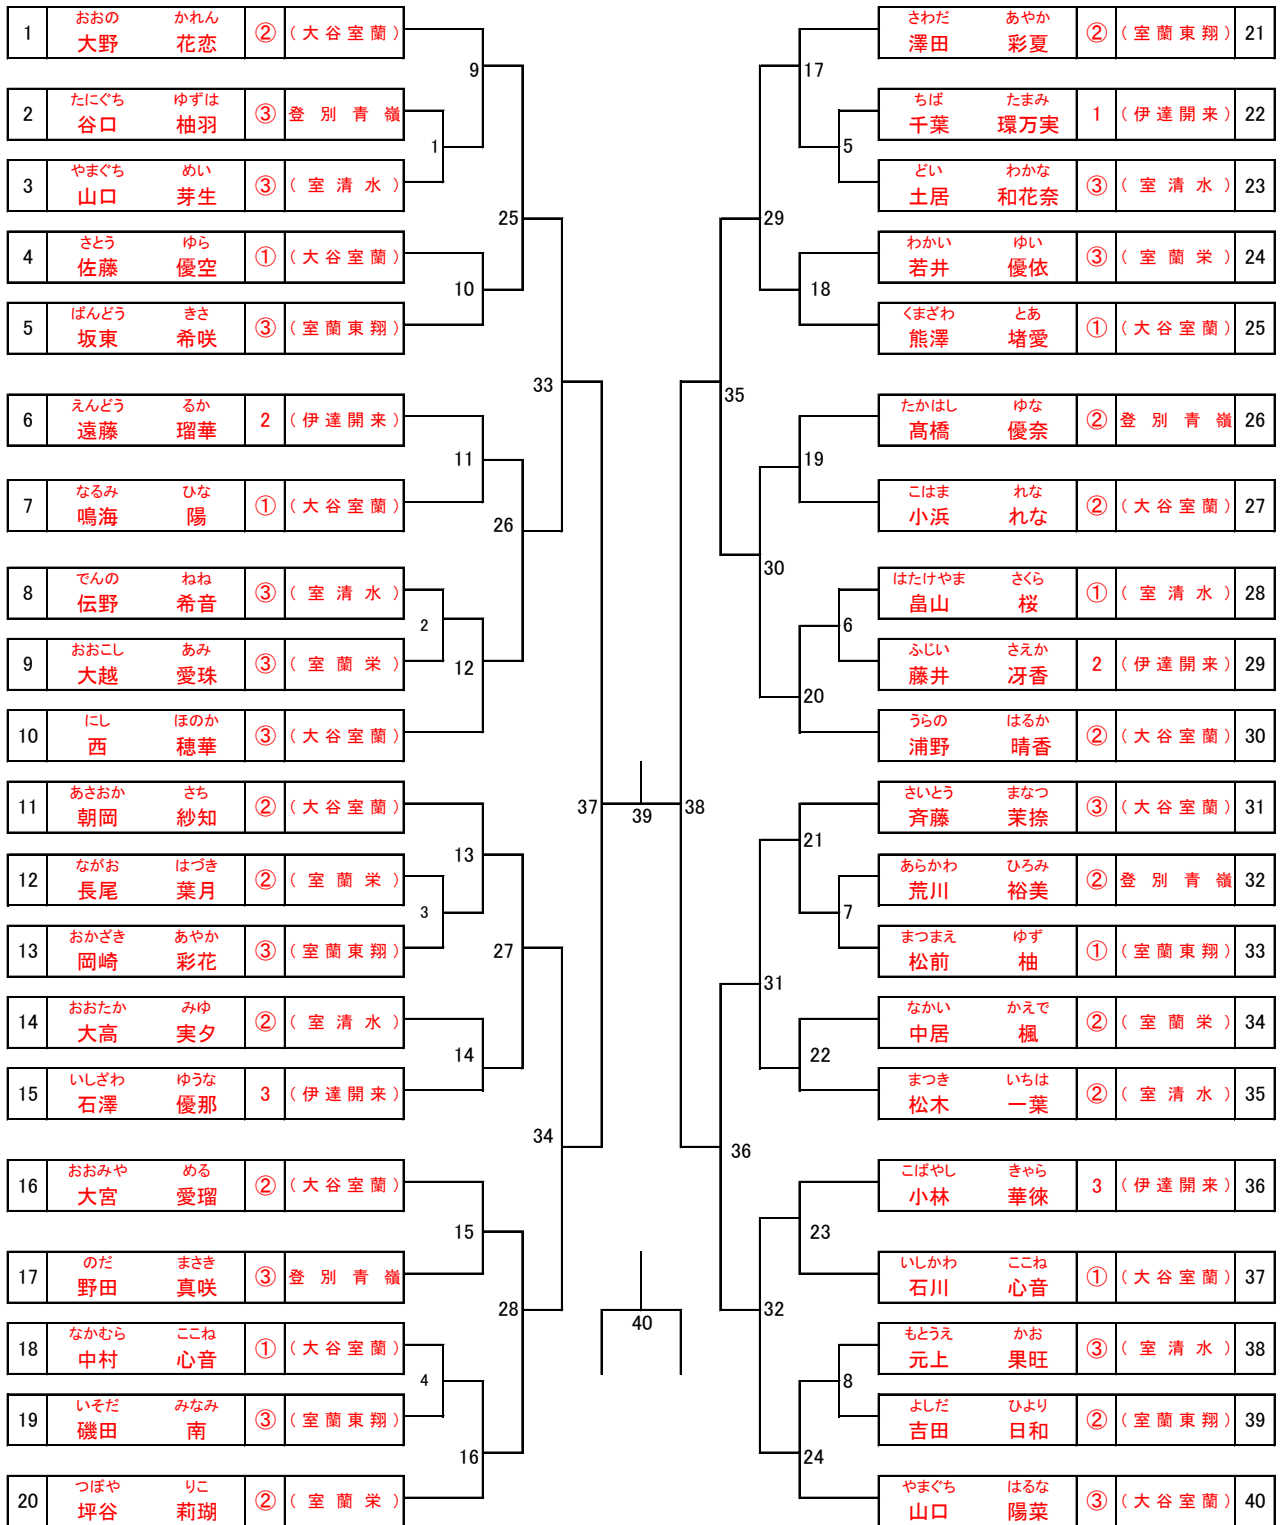 おおの かれん
1 大野 花恋 ② (大谷室蘭)
たにぐち ゆずは
2 谷口 柚羽 ③ 登別青嶺
やまぐち めい
3 山口 芽生 ③ (室清水)
さとう ゆら
4 佐藤 優空 ① (大谷室蘭)
ばんどう きさ
5 坂東 希咲 ③ (室蘭東翔)
えんどう るか
6 遠藤 瑠華 2 (伊達開来)
なるみ ひな
7 鳴海 陽 ① (大谷室蘭)
でんの ねね
8 伝野 希音 ③ (室清水)
おおこし あみ
9 大越 愛珠 ③ (室蘭栄)
にし ほのか
10 西 穂華 ③ (大谷室蘭)
あさおか さち
11 朝岡 紗知 ② (大谷室蘭)
ながお はづき
12 長尾 葉月 ② (室蘭栄)
おかざき あやか
13 岡崎 彩花 ③ (室蘭東翔)
おおたか みゆ
14 大高 実夕 ② (室清水)
いしざわ ゆうな
15 石澤 優那 3 (伊達開来)
おおみや める
16 大宮 愛瑠 ② (大谷室蘭)
のだ まさき
17 野田 真咲 ③ 登別青嶺
なかむら ここね
18 中村 心音 ① (大谷室蘭)
いそだ みなみ
19 磯田 南 ③ (室蘭東翔)
つぼや りこ
20 坪谷 莉瑚 ② (室蘭栄)
9
1
25
10
33
11
26
2
12
37
13
3
27
14
34
15
28
4
16
39
40
38
17
5
29
18
35
19
30
6
20
21
7
31
22
36
23
32
8
24
さわだ あやか
澤田 彩夏 ② (室蘭東翔) 21
ちば たまみ
千葉 環万実 1 (伊達開来) 22
どい わかな
土居 和花奈 ③ (室清水) 23
わかい ゆい
若井 優依 ③ (室蘭栄) 24
くまざわ とあ
熊澤 堵愛 ① (大谷室蘭) 25
たかはし ゆな
髙橋 優奈 ② 登別青嶺 26
こはま れな
小浜 れな ② (大谷室蘭) 27
はたけやま さくら
畠山 桜 ① (室清水) 28
ふじい さえか
藤井 冴香 2 (伊達開来) 29
うらの はるか
浦野 晴香 ② (大谷室蘭) 30
さいとう まなつ
斉藤 茉捺 ③ (大谷室蘭) 31
あらかわ ひろみ
荒川 裕美 ② 登別青嶺 32
まつまえ ゆず
松前 柚 ① (室蘭東翔) 33
なかい かえで
中居 楓 ② (室蘭栄) 34
まつき いちは
松木 一葉 ② (室清水) 35
こばやし きゃら
小林 華徠 3 (伊達開来) 36
いしかわ ここね
石川 心音 ① (大谷室蘭) 37
もとうえ かお
元上 果旺 ③ (室清水) 38
よしだ ひより
吉田 日和 ② (室蘭東翔) 39
やまぐち はるな
山口 陽菜 ③ (大谷室蘭) 40